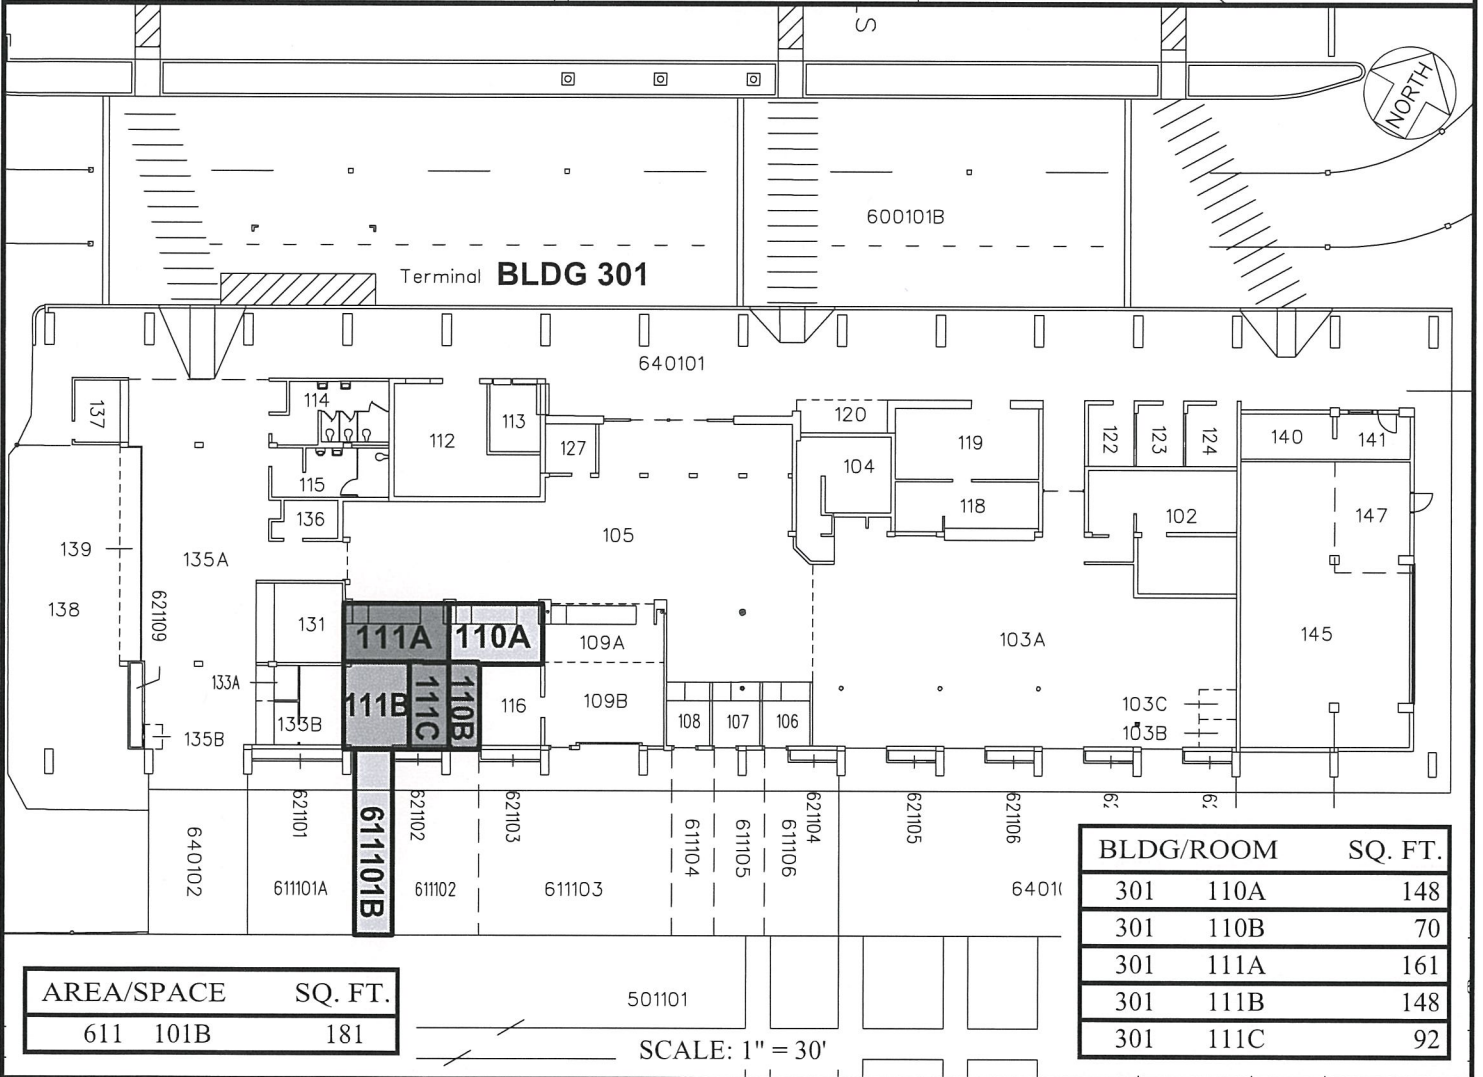 S
NORTH
600101B
Terminal BLDG 301
640101
137
114
113
112
127
120
104
119
118
122
123
124
140
141
102
147
115
136
105
139
135A
138
621109
131
111A
110A
109A
103A
145
133A
133B
111B
111C
110B
116
109B
108
107
106
103C
103B
135B
621101
621102
621103
621104
621105
621106
640102
611101A
611101B
611102
611103
611104
611105
611106
501101
SCALE: 1" = 30'
AREA/SPACE SQ. FT.
611 101B 181
BLDG/ROOM SQ. FT.
301 110A 148
301 110B 70
301 111A 161
301 111B 148
301 111C 92